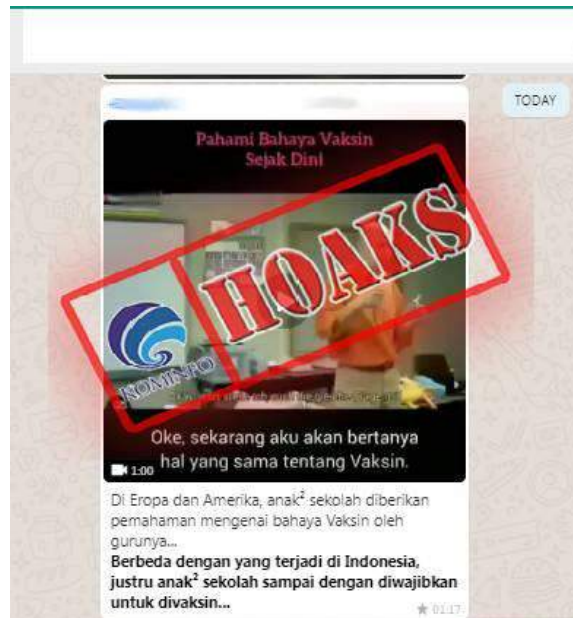 TODAY
Pahami Bahaya Vaksin
Sejak Dini
HOAKS
KOMINFO
Oke, sekarang aku akan bertanya
hal yang sama tentang Vaksin.
1:00
Di Eropa dan Amerika, anak² sekolah diberikan
pemahaman mengenai bahaya Vaksin oleh
gurunya...
Berbeda dengan yang terjadi di Indonesia,
justru anak² sekolah sampai dengan diwajibkan
untuk divaksin...
01:17